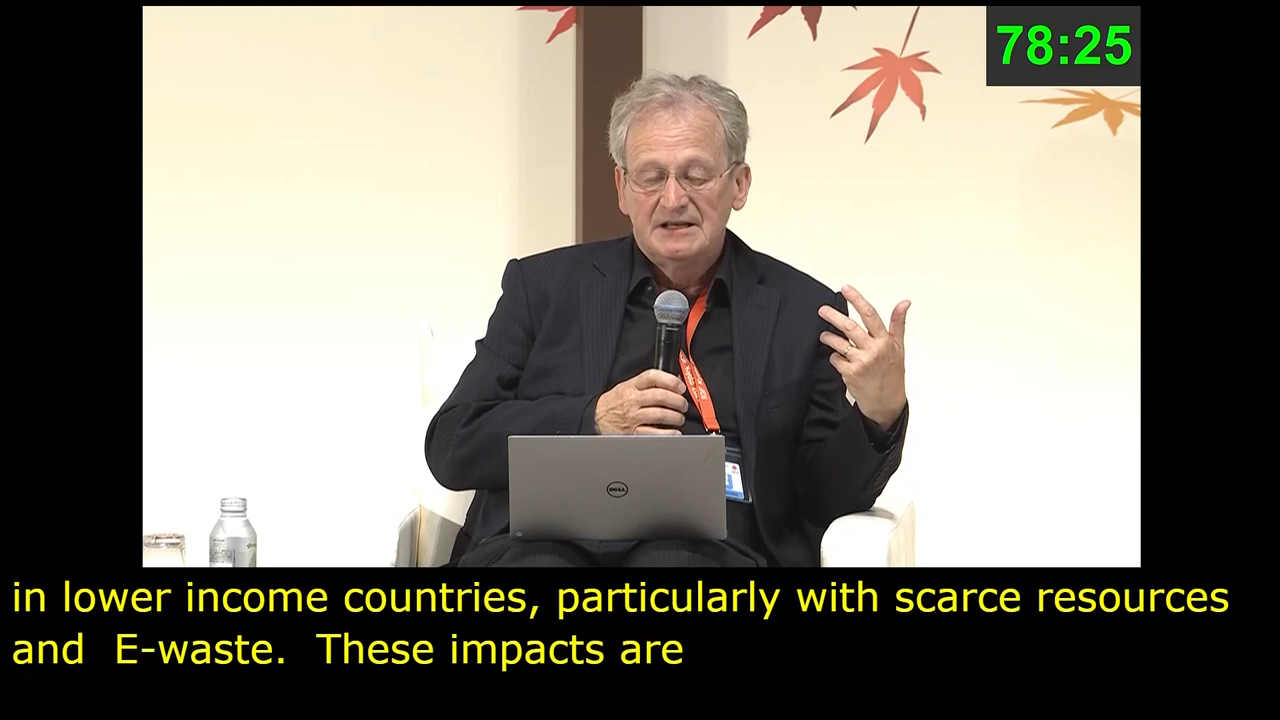 78:25
DELL
in lower income countries, particularly with scarce resources
and  E-waste.  These impacts are